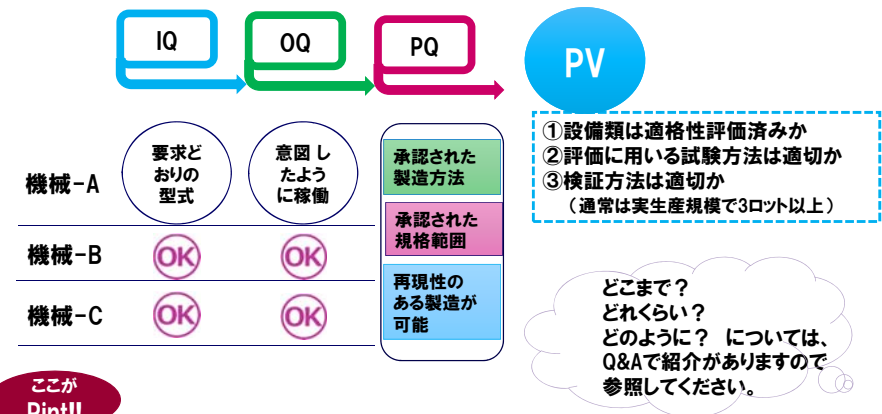 IQ
OQ
PQ
PV
①設備類は適格性評価済みか
②評価に用いる試験方法は適切か
③検証方法は適切か
（通常は実生産規模で3ロット以上）
機械-A
要求ど
おりの
型式
意図し
たよう
に稼働
承認された
製造方法
承認された
規格範囲
再現性の
ある製造が
可能
機械-B
OK
OK
機械-C
OK
OK
どこまで？
どれくらい？
どのように？ については、
Q&Aで紹介がありますので
参照してください。
ここが
Pint!!